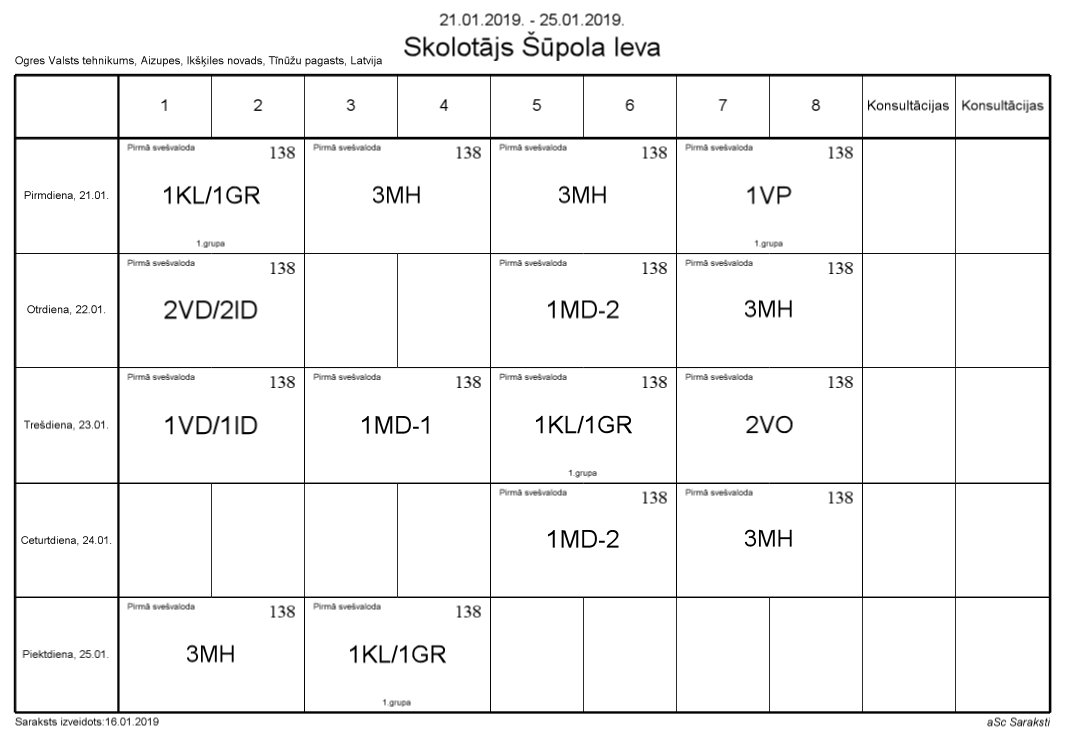 21.01.2019. - 25.01.2019.
Skolotājs Šūpola Ieva
Ogres Valsts tehnikums, Aizupes, Ikšķiles novads, Tīnūžu pagasts, Latvija
1 2 3 4 5 6 7 8 Konsultācijas Konsultācijas
Pirmdiena, 21.01.
Pirmā svešvaloda 138
1KL/1GR
1.grupa
Pirmā svešvaloda 138
3MH
Pirmā svešvaloda 138
3MH
Pirmā svešvaloda 138
1VP
1.grupa
Otrdiena, 22.01.
Pirmā svešvaloda 138
2VD/2ID
Pirmā svešvaloda 138
1MD-2
Pirmā svešvaloda 138
3MH
Trešdiena, 23.01.
Pirmā svešvaloda 138
1VD/1ID
Pirmā svešvaloda 138
1MD-1
Pirmā svešvaloda 138
1KL/1GR
1.grupa
Pirmā svešvaloda 138
2VO
Ceturtdiena, 24.01.
Pirmā svešvaloda 138
1MD-2
Pirmā svešvaloda 138
3MH
Piektdiena, 25.01.
Pirmā svešvaloda 138
3MH
Pirmā svešvaloda 138
1KL/1GR
1.grupa
Saraksts izveidots:16.01.2019
aSc Saraksti